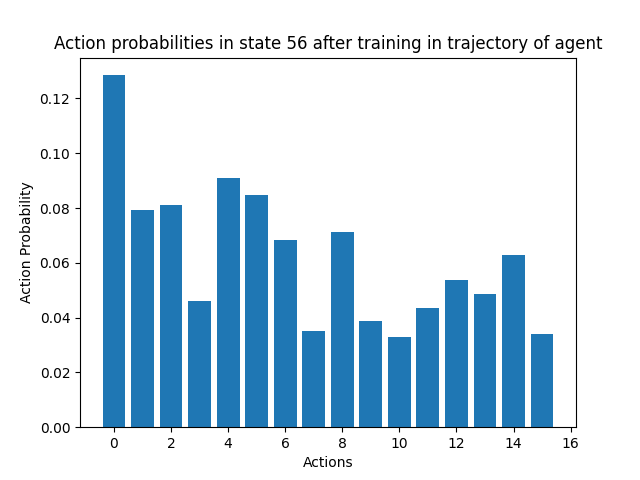 Action probabilities in state 56 after training in trajectory of agent
0.12
0.10
0.08
0.06
0.04
0.02
0.00
Action Probability
0 2 4 6 8 10 12 14 16
Actions